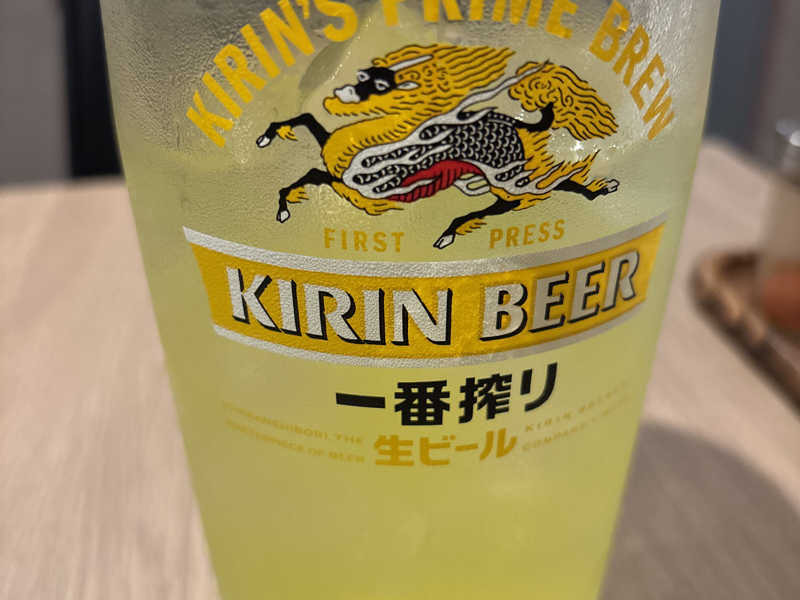 KIRIN'S PRIME BREW
FIRST PRESS
KIRIN BEER
一番搾り
生ビール